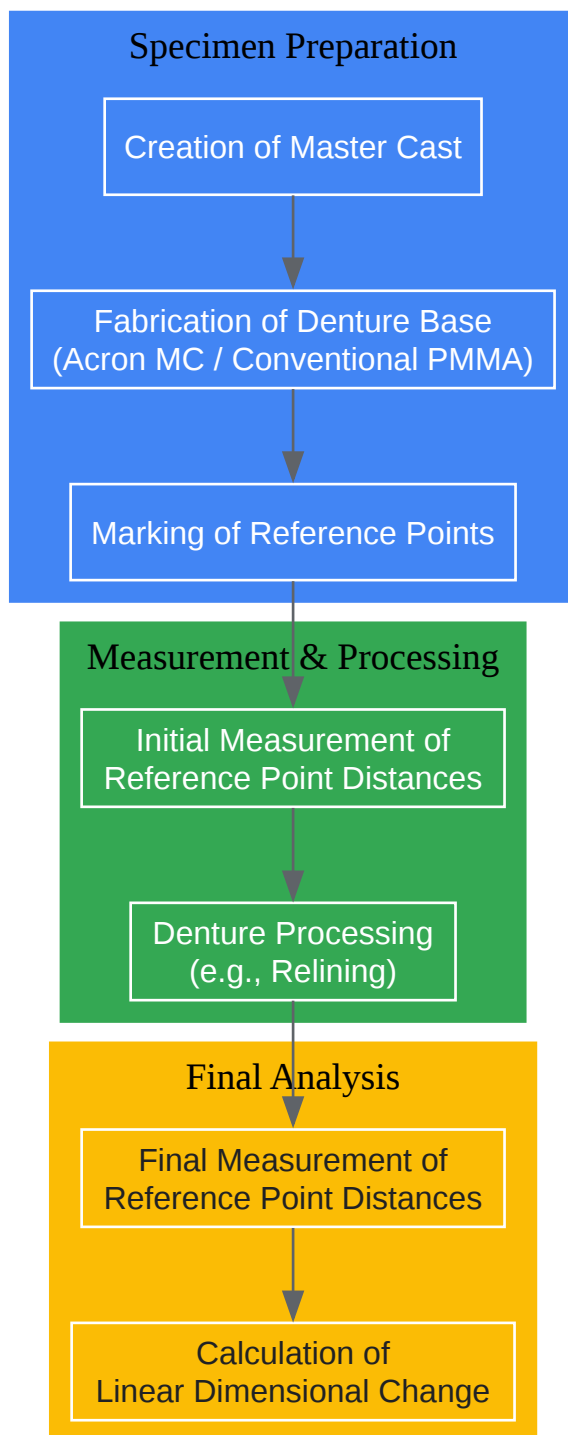 Specimen Preparation
Creation of Master Cast
Fabrication of Denture Base
(Acron MC / Conventional PMMA)
Marking of Reference Points
Measurement & Processing
Initial Measurement of
Reference Point Distances
Denture Processing
(e.g., Relining)
Final Analysis
Final Measurement of
Reference Point Distances
Calculation of
Linear Dimensional Change